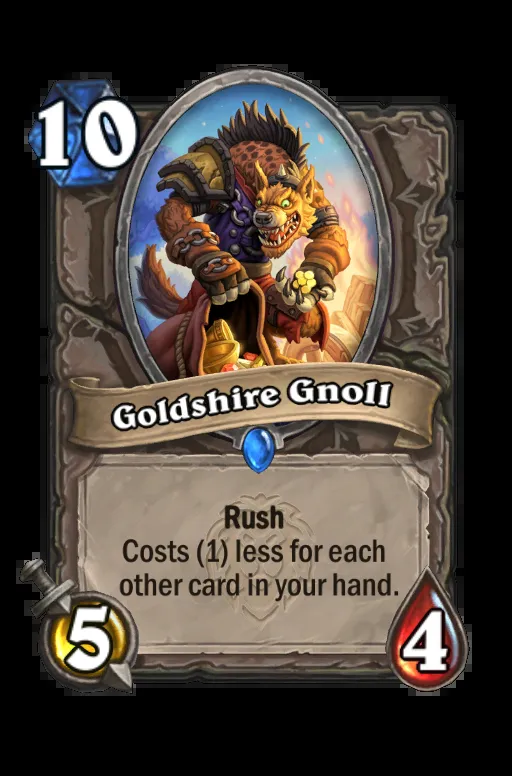 10
Goldshire Gnoll
Rush
Costs (1) less for each
other card in your hand.
5
4